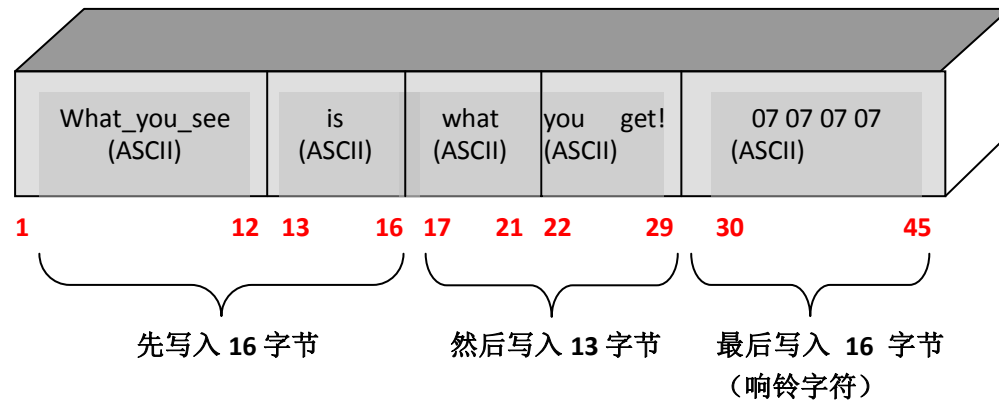 What_you_see is what you get! 07 07 07 07
(ASCII) (ASCII) (ASCII) (ASCII) (ASCII)
1 12 13 16 17 21 22 29 30 45
先写入 16 字节 然后写入 13 字节 最后写入 16 字节
（响铃字符）